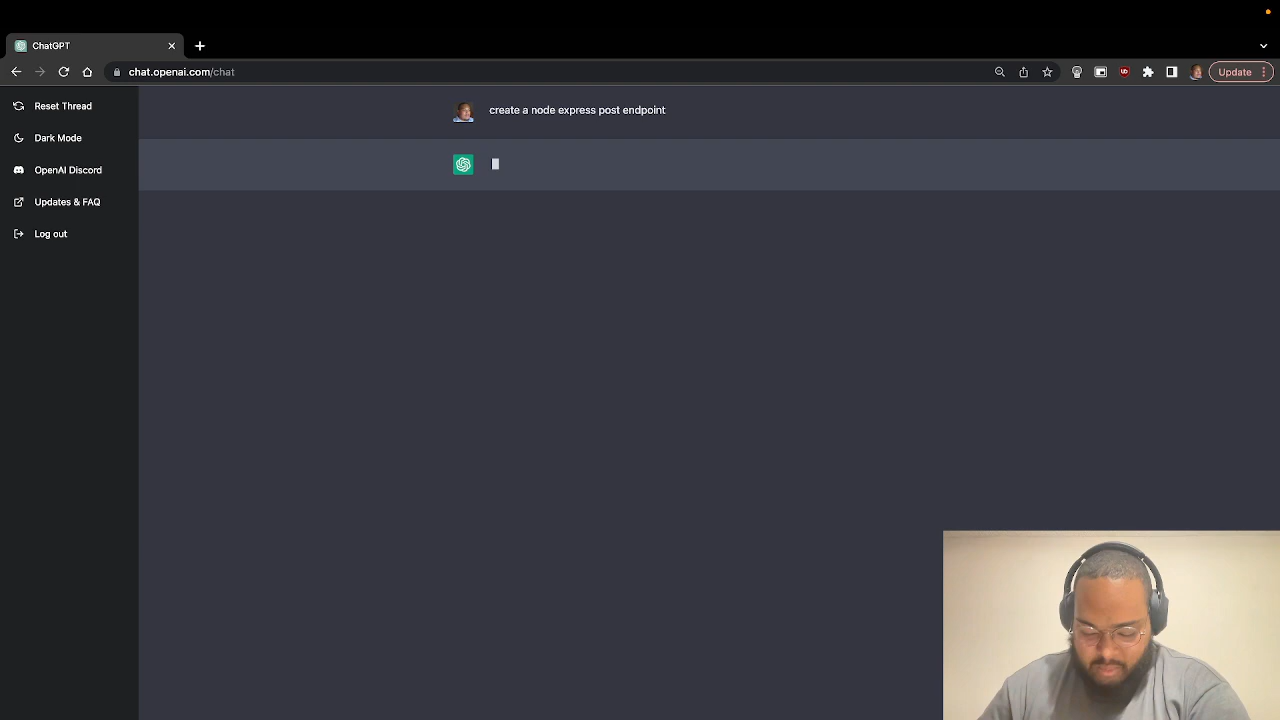 ChatGPT
chat.openai.com/chat
Update
Reset Thread
Dark Mode
OpenAI Discord
Updates & FAQ
Log out
create a node express post endpoint